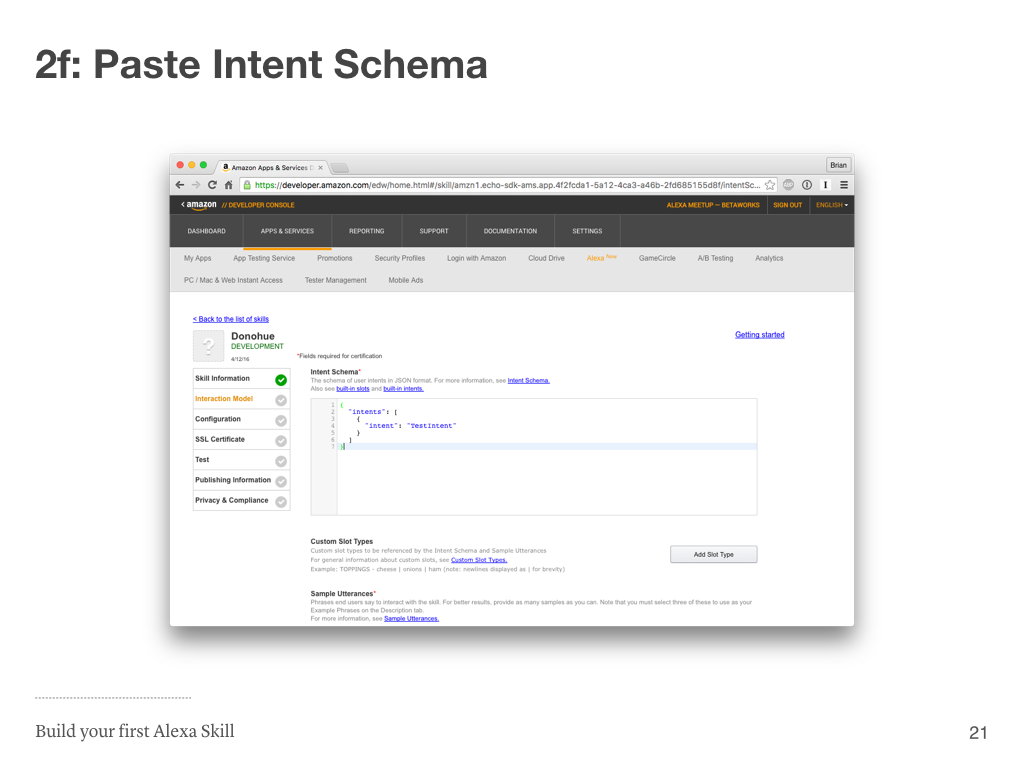 2f: Paste Intent Schema
Amazon Apps & Services D
Brian
https://developer.amazon.com/edw/home.html#/skill/amzn1.echo-sdk-ams.app.4f2fcda1-5a12-4ca3-a46b-2fd685155d8f/intentSc...
amazon // DEVELOPER CONSOLE
ALEXA MEETUP — BETAWORKS SIGN OUT ENGLISH
DASHBOARD APPS & SERVICES REPORTING SUPPORT DOCUMENTATION SETTINGS
My Apps App Testing Service Promotions Security Profiles Login with Amazon Cloud Drive Alexa New GameCircle A/B Testing Analytics
PC / Mac & Web Instant Access Tester Management Mobile Ads
< Back to the list of skills
Getting started
?
Donohue
DEVELOPMENT
4/12/16
*Fields required for certification
Skill Information
Interaction Model
Configuration
SSL Certificate
Test
Publishing Information
Privacy & Compliance
Intent Schema*
The schema of user intents in JSON format. For more information, see Intent Schema.
Also see built-in slots and built-in intents.
1 {
2 "intents": [
3 {
4 "intent": "TestIntent"
5 }
6 ]
7 }
Custom Slot Types
Custom slot types to be referenced by the Intent Schema and Sample Utterances
For general information about custom slots, see Custom Slot Types.
Example: TOPPINGS - cheese | onions | ham (note: newlines displayed as | for brevity)
Add Slot Type
Sample Utterances*
Phrases end users say to interact with the skill. For better results, provide as many samples as you can. Note that you must select three of these to use as your
Example Phrases on the Description tab.
For more information, see Sample Utterances.
Build your first Alexa Skill
21